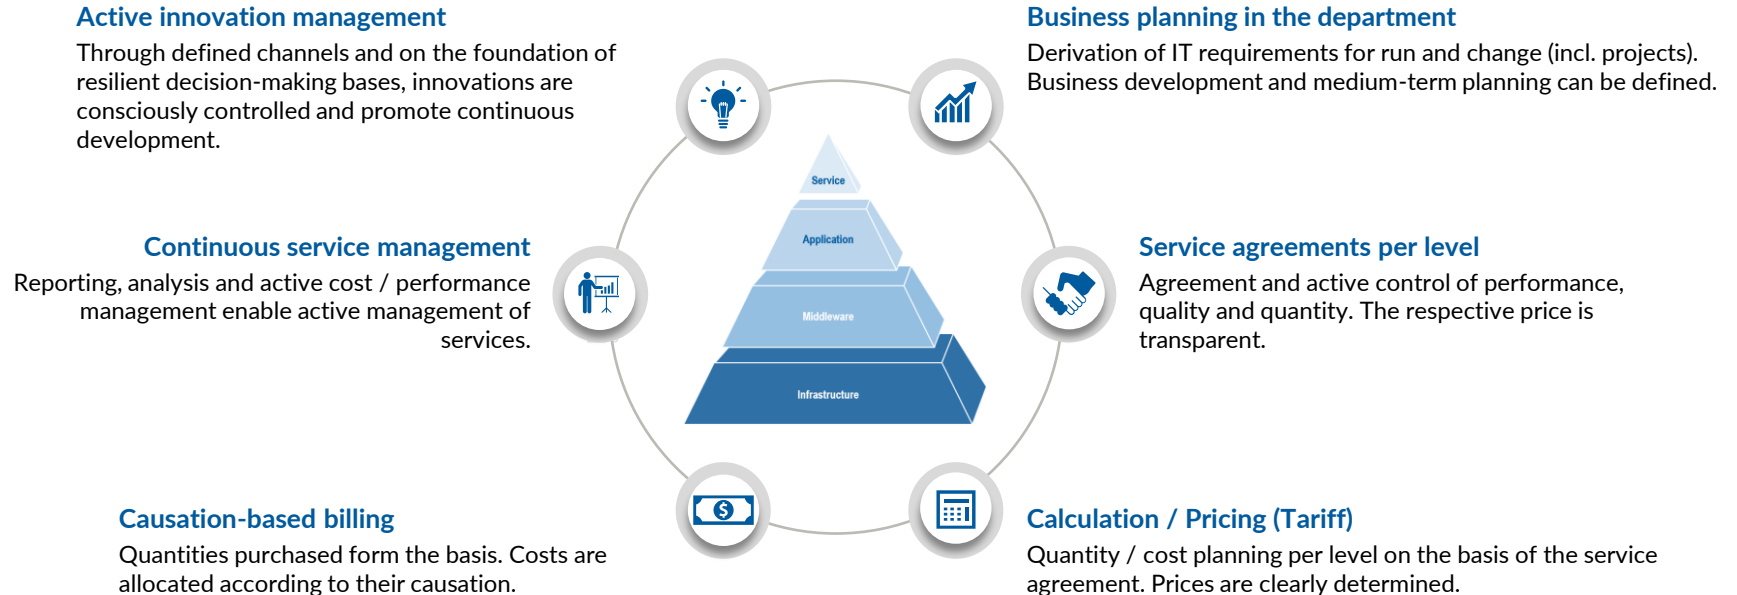 Active innovation management
Through defined channels and on the foundation of
resilient decision-making bases, innovations are
consciously controlled and promote continuous
development.
Business planning in the department
Derivation of IT requirements for run and change (incl. projects).
Business development and medium-term planning can be defined.
Service
Application
Middleware
Infrastructure
Continuous service management
Reporting, analysis and active cost / performance
management enable active management of
services.
Service agreements per level
Agreement and active control of performance,
quality and quantity. The respective price is
transparent.
Causation-based billing
Quantities purchased form the basis. Costs are
allocated according to their causation.
$
Calculation / Pricing (Tariff)
Quantity / cost planning per level on the basis of the service
agreement. Prices are clearly determined.